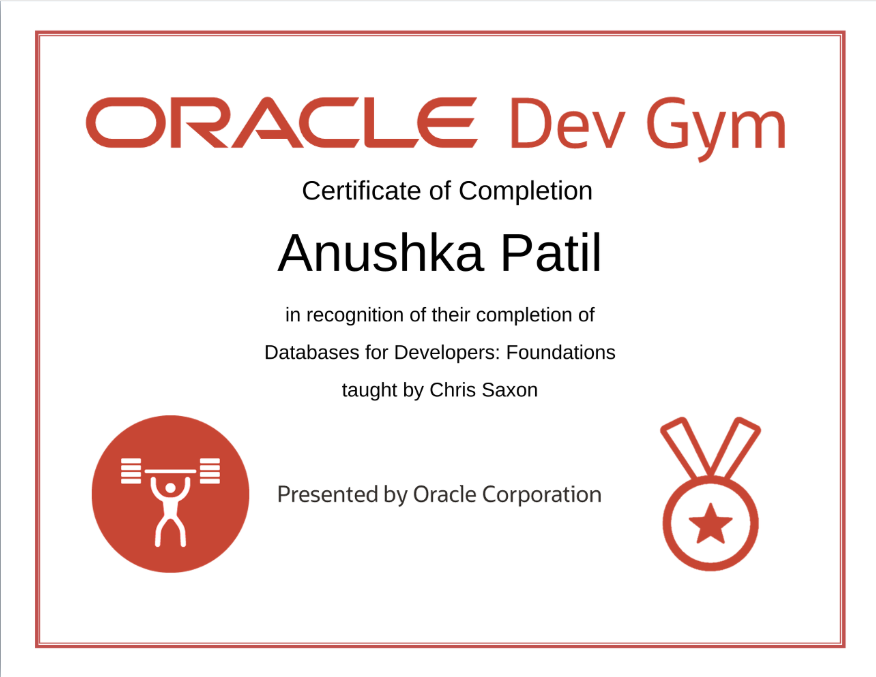 ORACLE Dev Gym
Certificate of Completion
Anushka Patil
in recognition of their completion of
Databases for Developers: Foundations
taught by Chris Saxon
Presented by Oracle Corporation